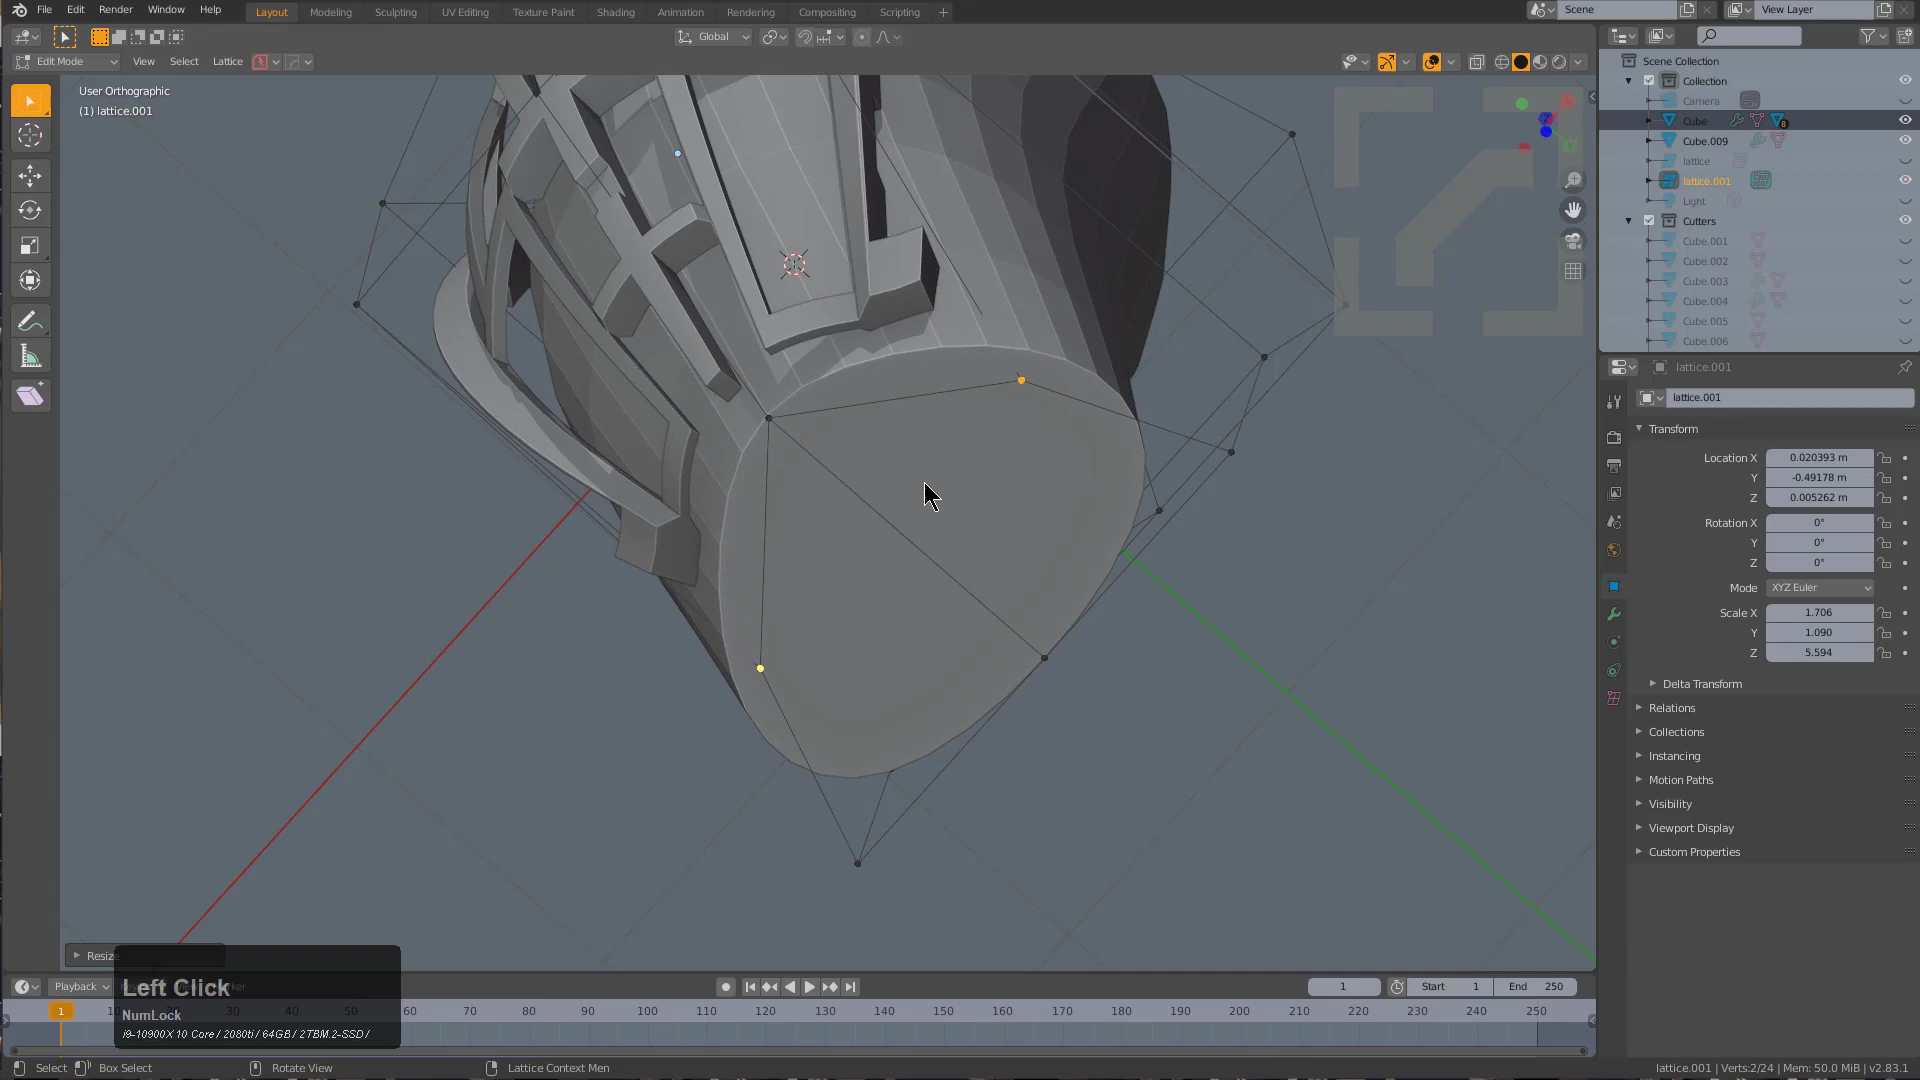 File Edit Render Window Help
Layout Modeling Sculpting UV Editing Texture Paint Shading Animation Rendering Compositing Scripting +
Scene
View Layer
Global
Edit Mode View Select Lattice
User Orthographic
(1) lattice.001
Scene Collection
Collection
Camera
Cube
8
Cube.009
lattice
lattice.001
Light
Cutters
Cube.001
Cube.002
Cube.003
Cube.004
Cube.005
Cube.006
lattice.001
lattice.001
Transform
Location X 0.020393 m
Y -0.49178 m
Z 0.005262 m
Rotation X 0°
Y 0°
Z 0°
Mode XYZ Euler
Scale X 1.706
Y 1.090
Z 5.594
Delta Transform
Relations
Collections
Instancing
Motion Paths
Visibility
Viewport Display
Custom Properties
Resize
Left Click
NumLock
i9-10900X 10 Core / 2080ti / 64GB / 2TBM.2-SSD /
Playback
1 Start 1 End 250
1 30 40 50 60 70 80 90 100 110 120 130 140 150 160 170 180 190 200 210 220 230 240 250
Select Box Select Rotate View Lattice Context Men
lattice.001 | Verts:2/24 | Mem: 50.0 MiB | v2.83.1